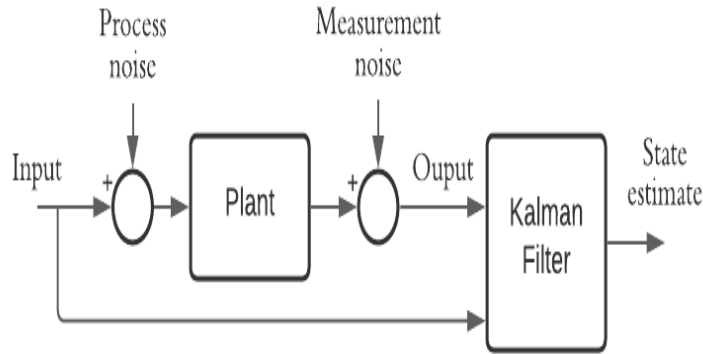 Process
noise
Measurement
noise
Input
+
Plant
+
Ouput
Kalman
Filter
State
estimate